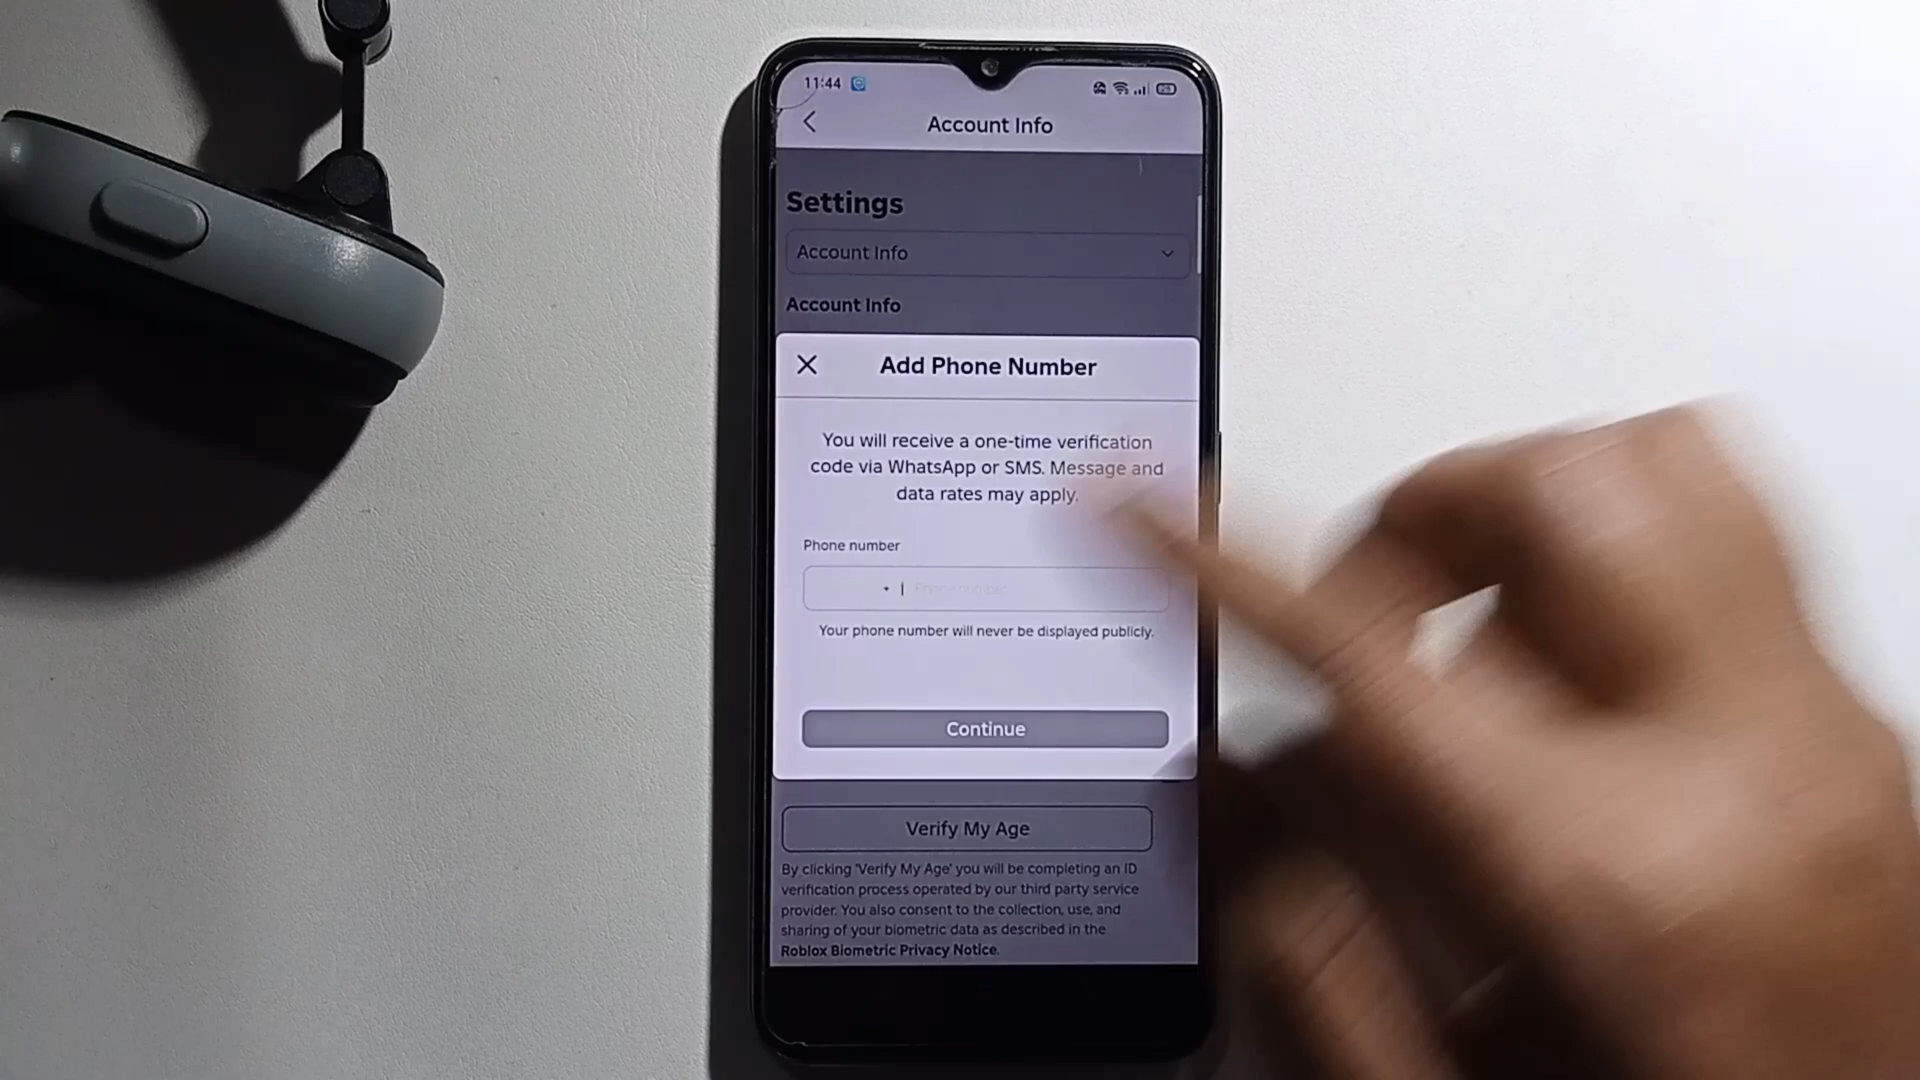 11:44
Account Info
Settings
Account Info
Account Info
Add Phone Number
You will receive a one-time verification
code via WhatsApp or SMS. Message and
data rates may apply.
Phone number
Phone number
Your phone number will never be displayed publicly.
Continue
Verify My Age
By clicking 'Verify My Age' you will be completing an ID
verification process operated by our third party service
provider. You also consent to the collection, use, and
sharing of your biometric data as described in the
Roblox Biometric Privacy Notice.